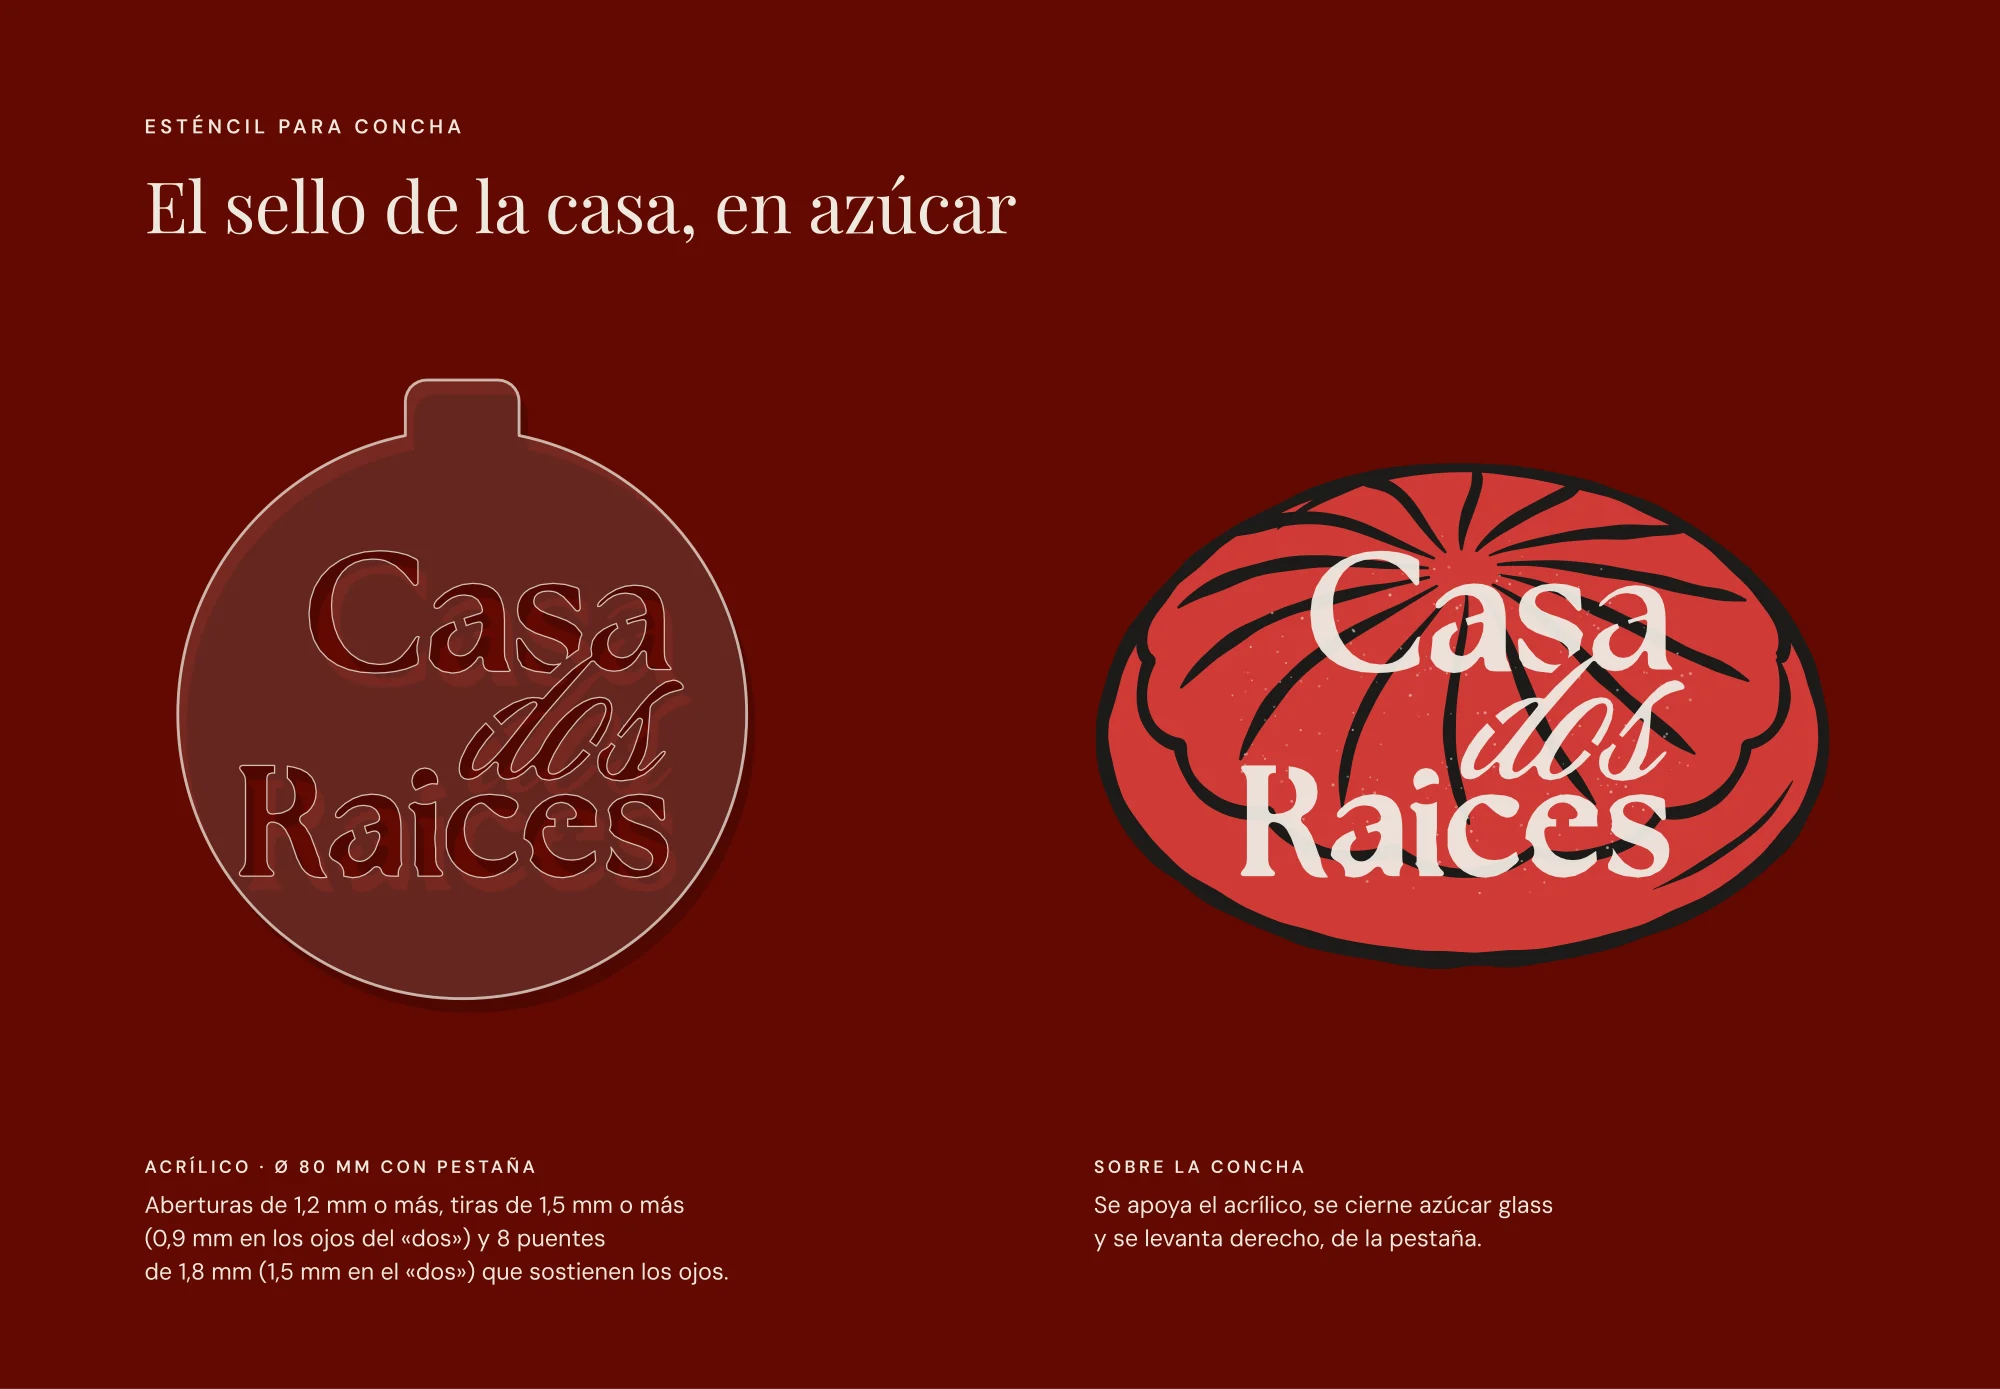 ESTÉNCIL PARA CONCHA
El sello de la casa, en azúcar
Casa
dos
Raices
Casa
dos
Raices
ACRÍLICO · Ø 80 MM CON PESTAÑA
Aberturas de 1,2 mm o más, tiras de 1,5 mm o más
(0,9 mm en los ojos del «dos») y 8 puentes
de 1,8 mm (1,5 mm en el «dos») que sostienen los ojos.
SOBRE LA CONCHA
Se apoya el acrílico, se cierne azúcar glass
y se levanta derecho, de la pestaña.